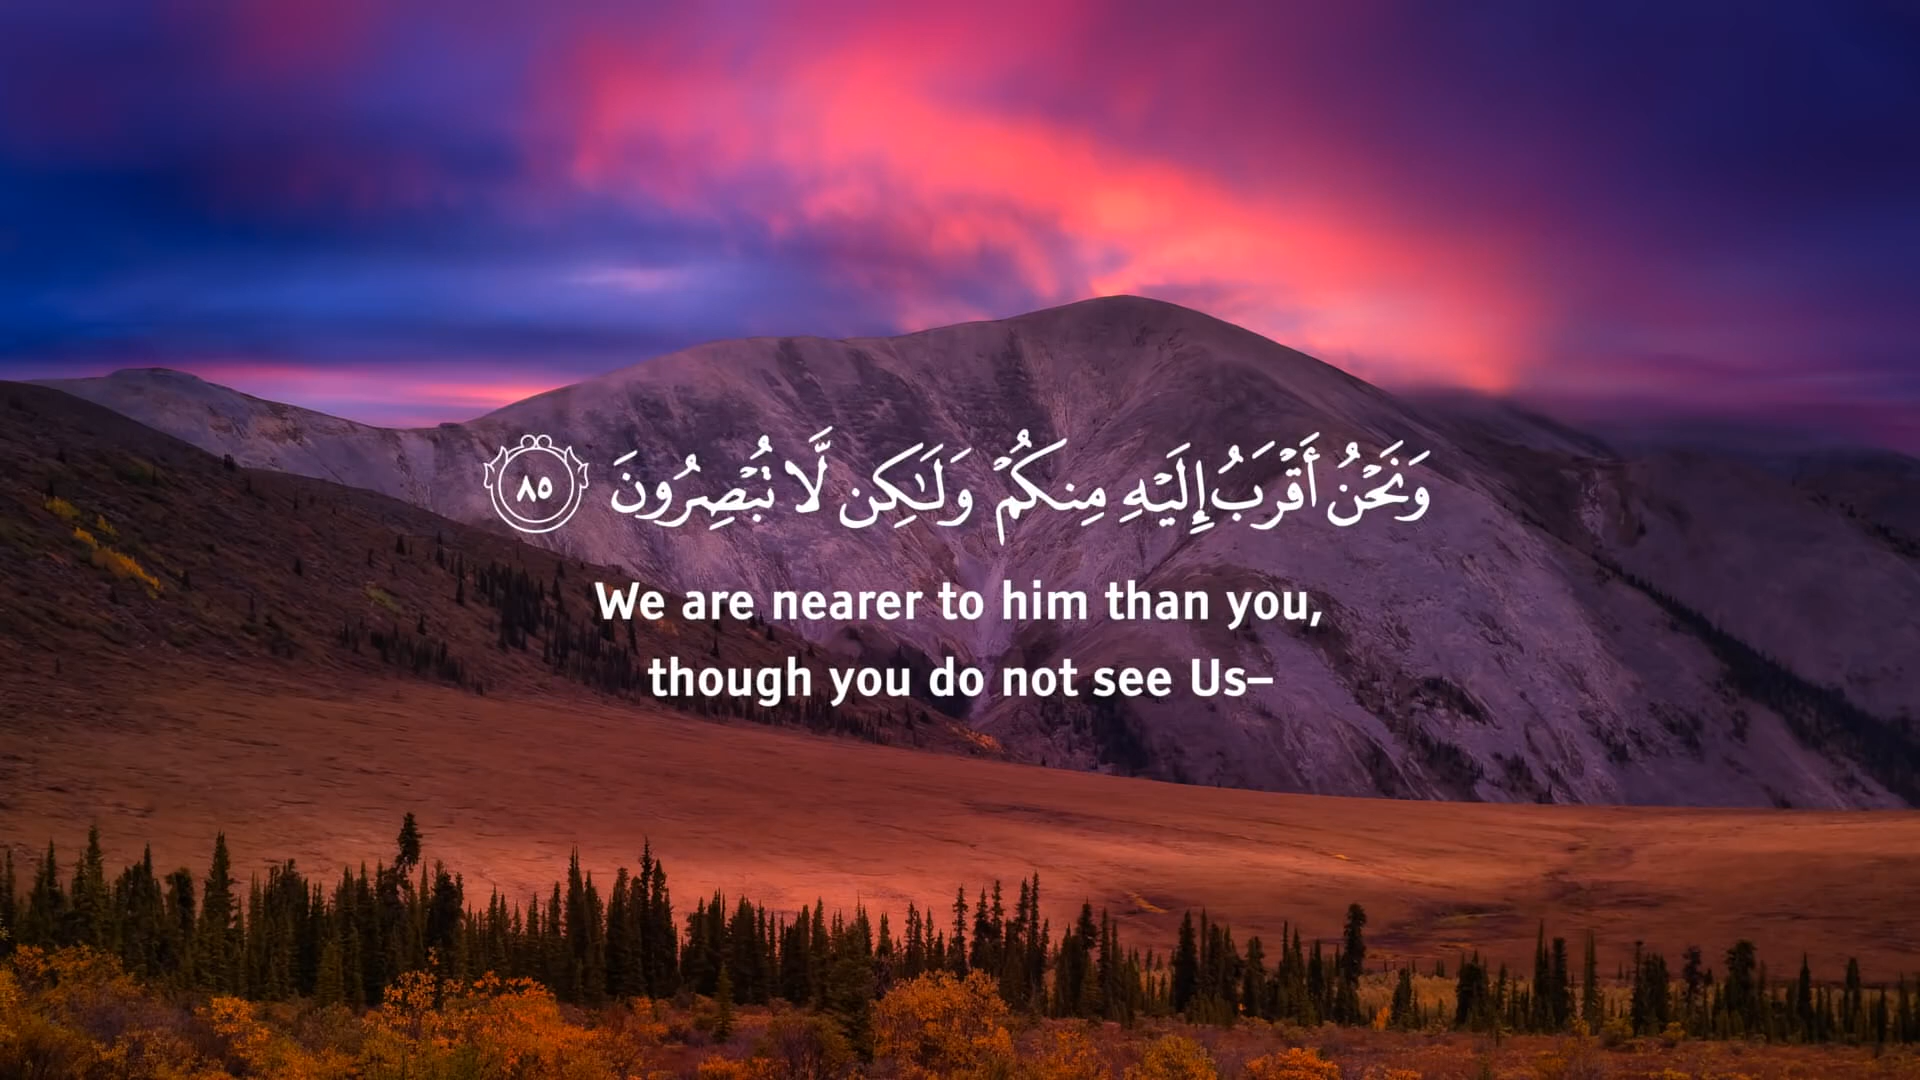 وَنَحْنُ أَقْرَبُ إِلَيْهِ مِنكُمْ وَلَـٰكِن لَّا تُبْصِرُونَ ٨٥
We are nearer to him than you,
though you do not see Us–